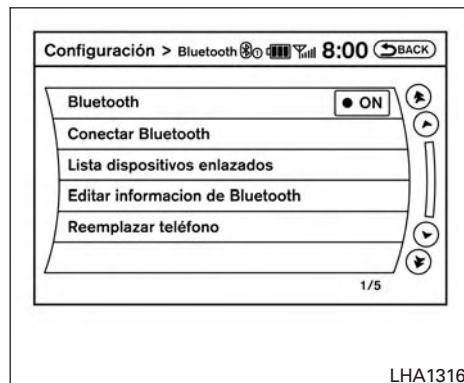 Configuración > Bluetooth 8:00 BACK
Bluetooth ON
Conectar Bluetooth
Lista dispositivos enlazados
Editar informacion de Bluetooth
Reemplazar teléfono
1/5
LHA1316